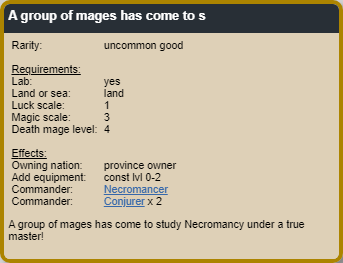 A group of mages has come to s
Rarity: uncommon good
Requirements:
Lab: yes
Land or sea: land
Luck scale: 1
Magic scale: 3
Death mage level: 4
Effects:
Owning nation: province owner
Add equipment: const lvl 0-2
Commander: Necromancer
Commander: Conjurer x 2
A group of mages has come to study Necromancy under a true
master!